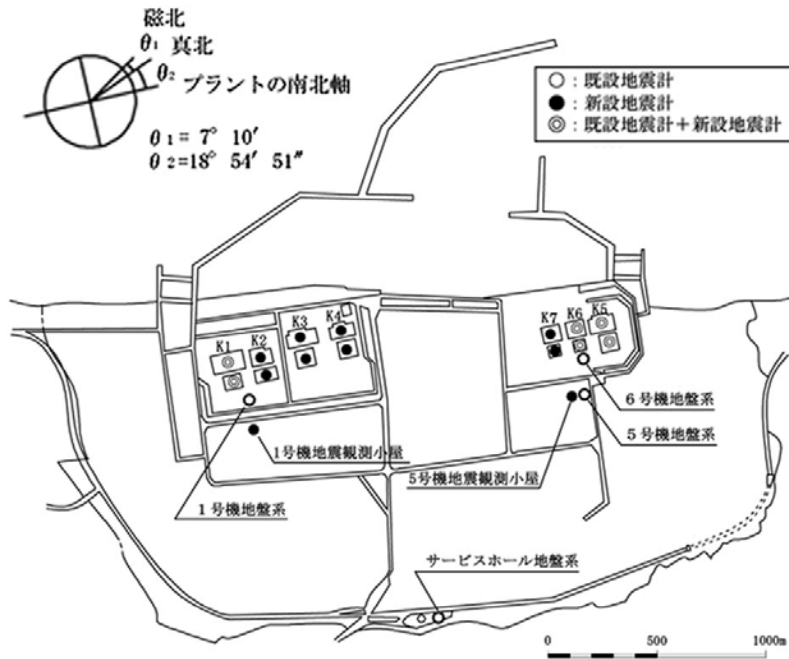 磁北
θ1 真北
θ2 プラントの南北軸
θ1= 7° 10′
θ2=18° 54′ 51″
○ : 既設地震計
● : 新設地震計
◎ : 既設地震計+新設地震計
K1
K2
K3
K4
K7
K6
K5
6号機地盤系
5号機地盤系
1号機地震観測小屋
5号機地震観測小屋
1号機地盤系
サービスホール地盤系
0 500 1000m